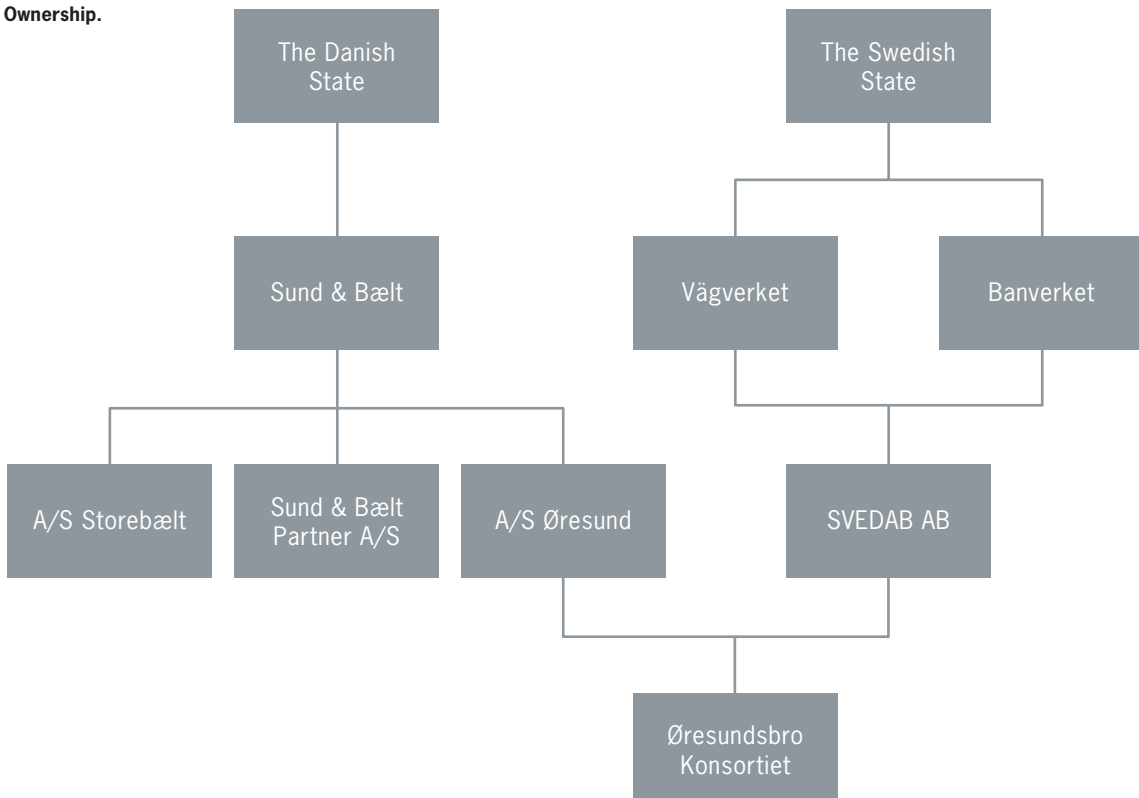 Ownership.
The Danish
State
The Swedish
State
Sund & Bælt
Vägverket
Banverket
A/S Storebælt
Sund & Bælt
Partner A/S
A/S Øresund
SVEDAB AB
Øresundsbro
Konsortiet